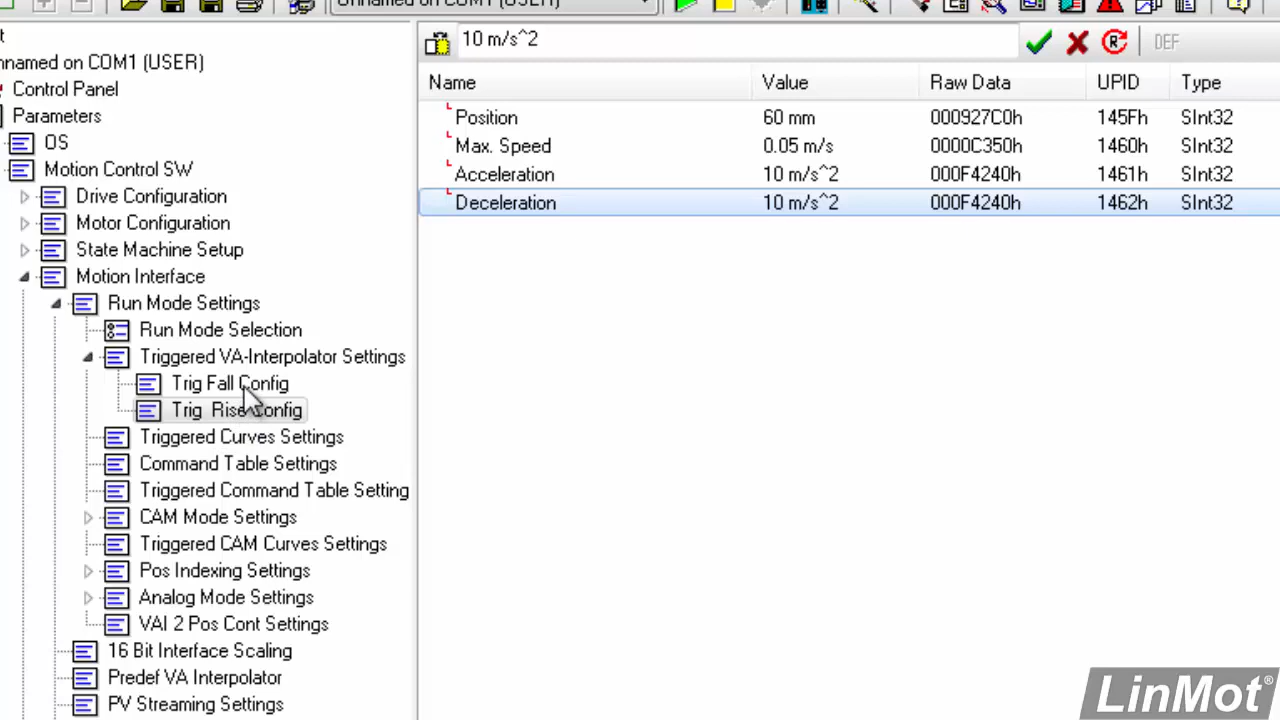 Unnamed on COM1 (USER)
10 m/s^2
DEF
Name Value Raw Data UPID Type
Position 60 mm 000927C0h 145Fh SInt32
Max. Speed 0.05 m/s 0000C350h 1460h SInt32
Acceleration 10 m/s^2 000F4240h 1461h SInt32
Deceleration 10 m/s^2 000F4240h 1462h SInt32
t
nnamed on COM1 (USER)
Control Panel
Parameters
OS
Motion Control SW
Drive Configuration
Motor Configuration
State Machine Setup
Motion Interface
Run Mode Settings
Run Mode Selection
Triggered VA-Interpolator Settings
Trig Fall Config
Trig Rise Config
Triggered Curves Settings
Command Table Settings
Triggered Command Table Setting
CAM Mode Settings
Triggered CAM Curves Settings
Pos Indexing Settings
Analog Mode Settings
VAI 2 Pos Cont Settings
16 Bit Interface Scaling
Predef VA Interpolator
PV Streaming Settings
LinMot®